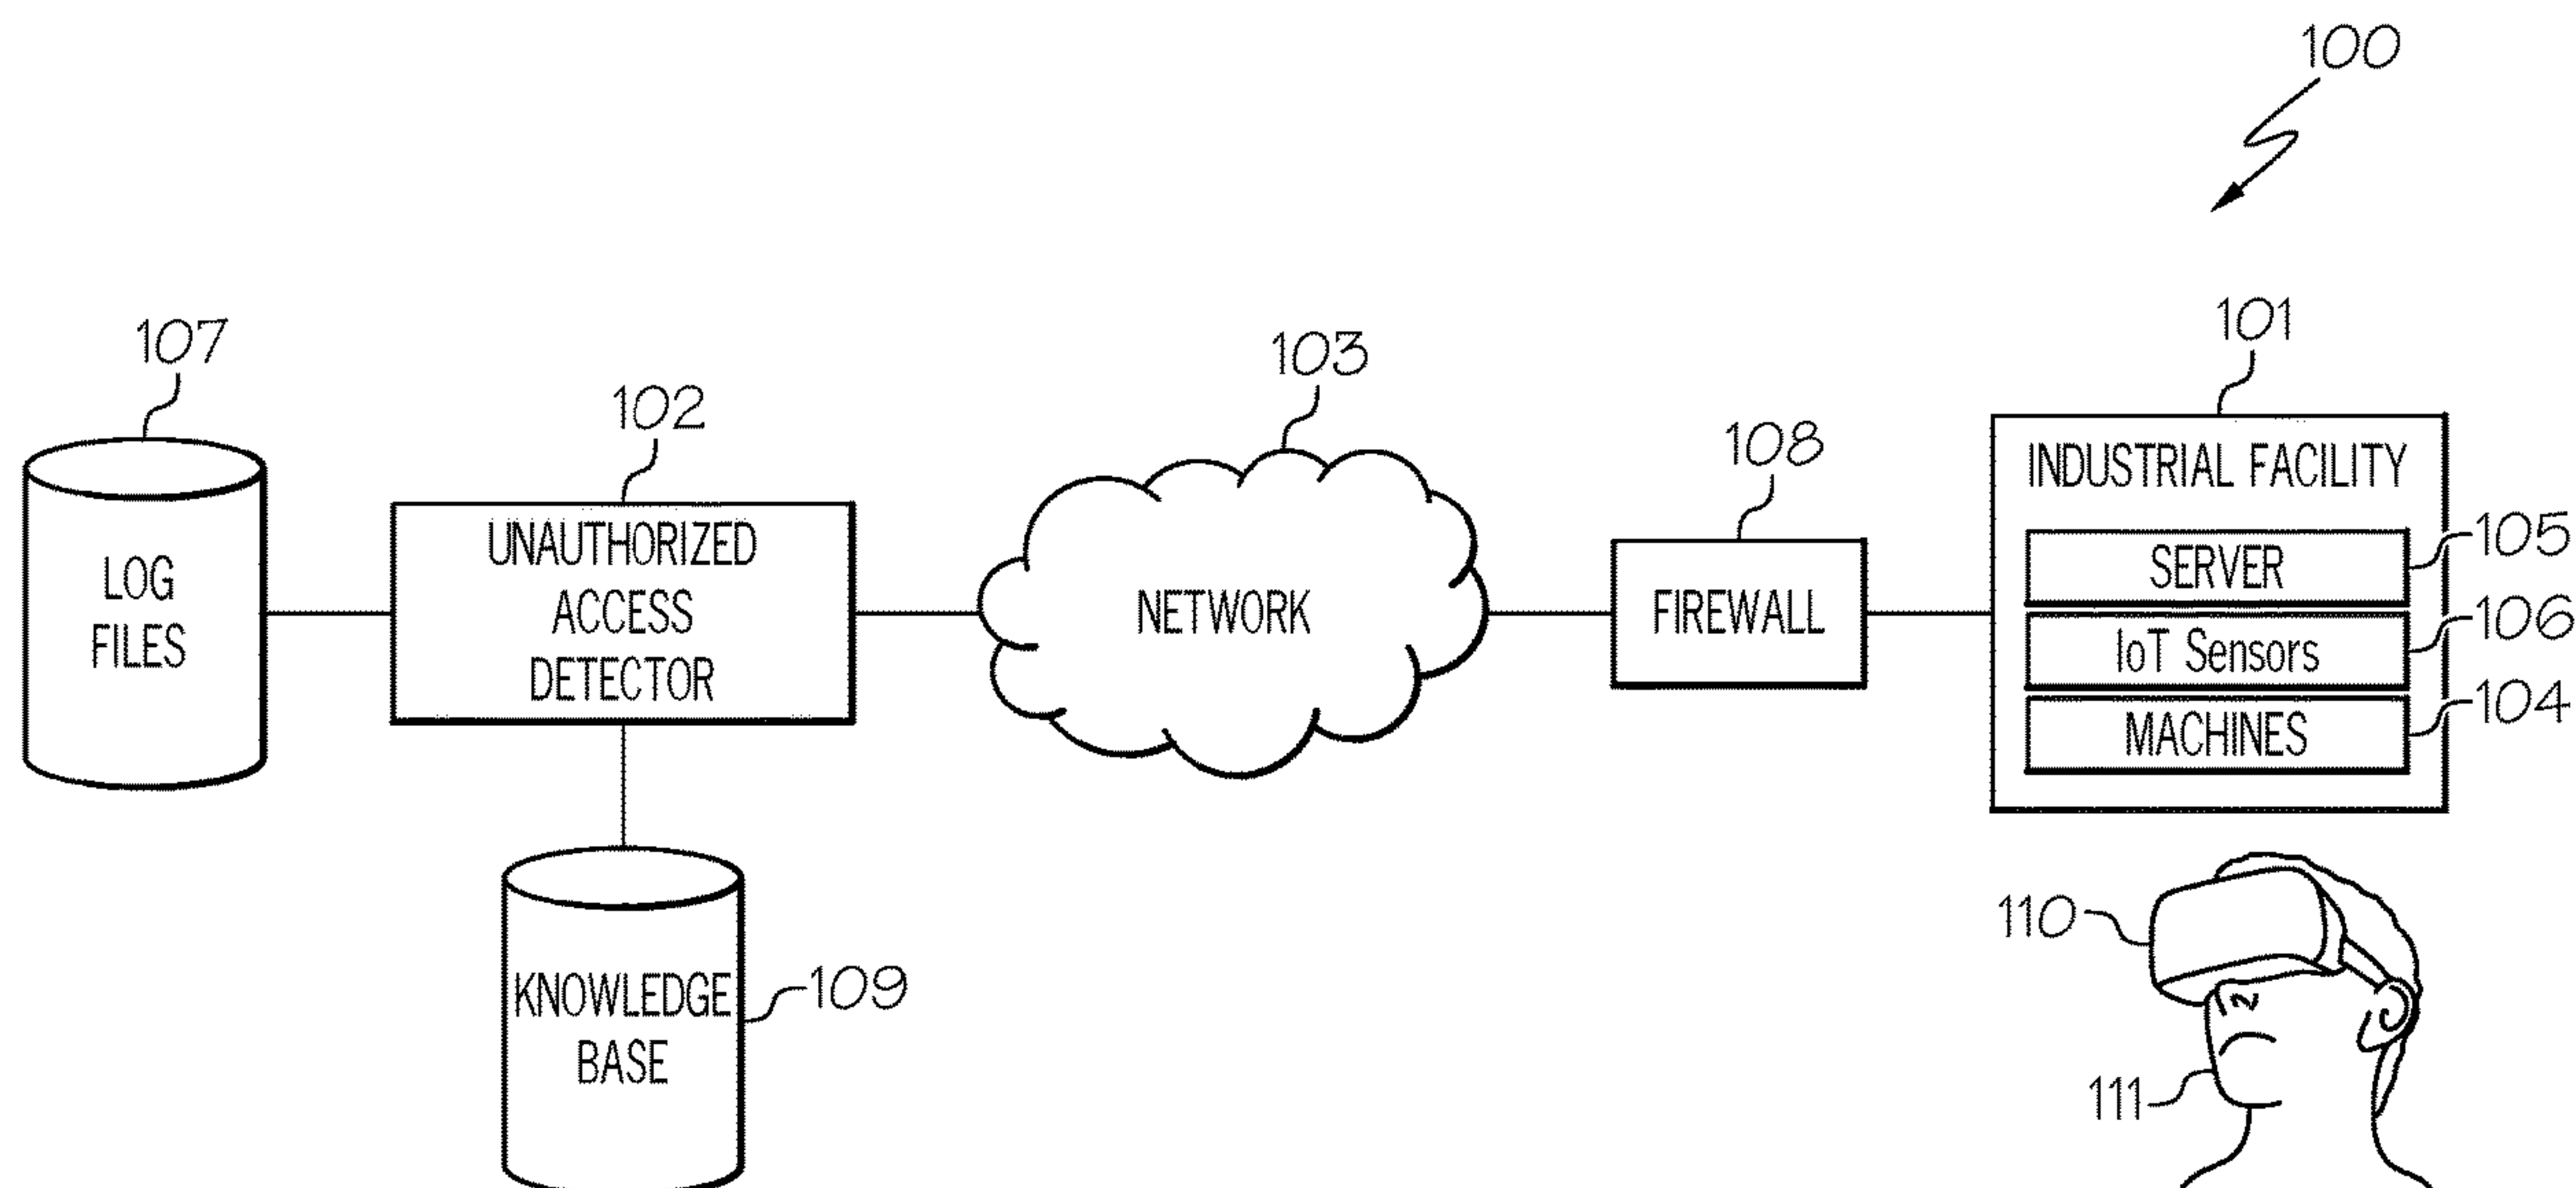 100
107
LOG
FILES
102
UNAUTHORIZED
ACCESS
DETECTOR
103
NETWORK
108
FIREWALL
101
INDUSTRIAL FACILITY
SERVER
105
IoT Sensors
106
MACHINES
104
KNOWLEDGE
BASE
109
110
111